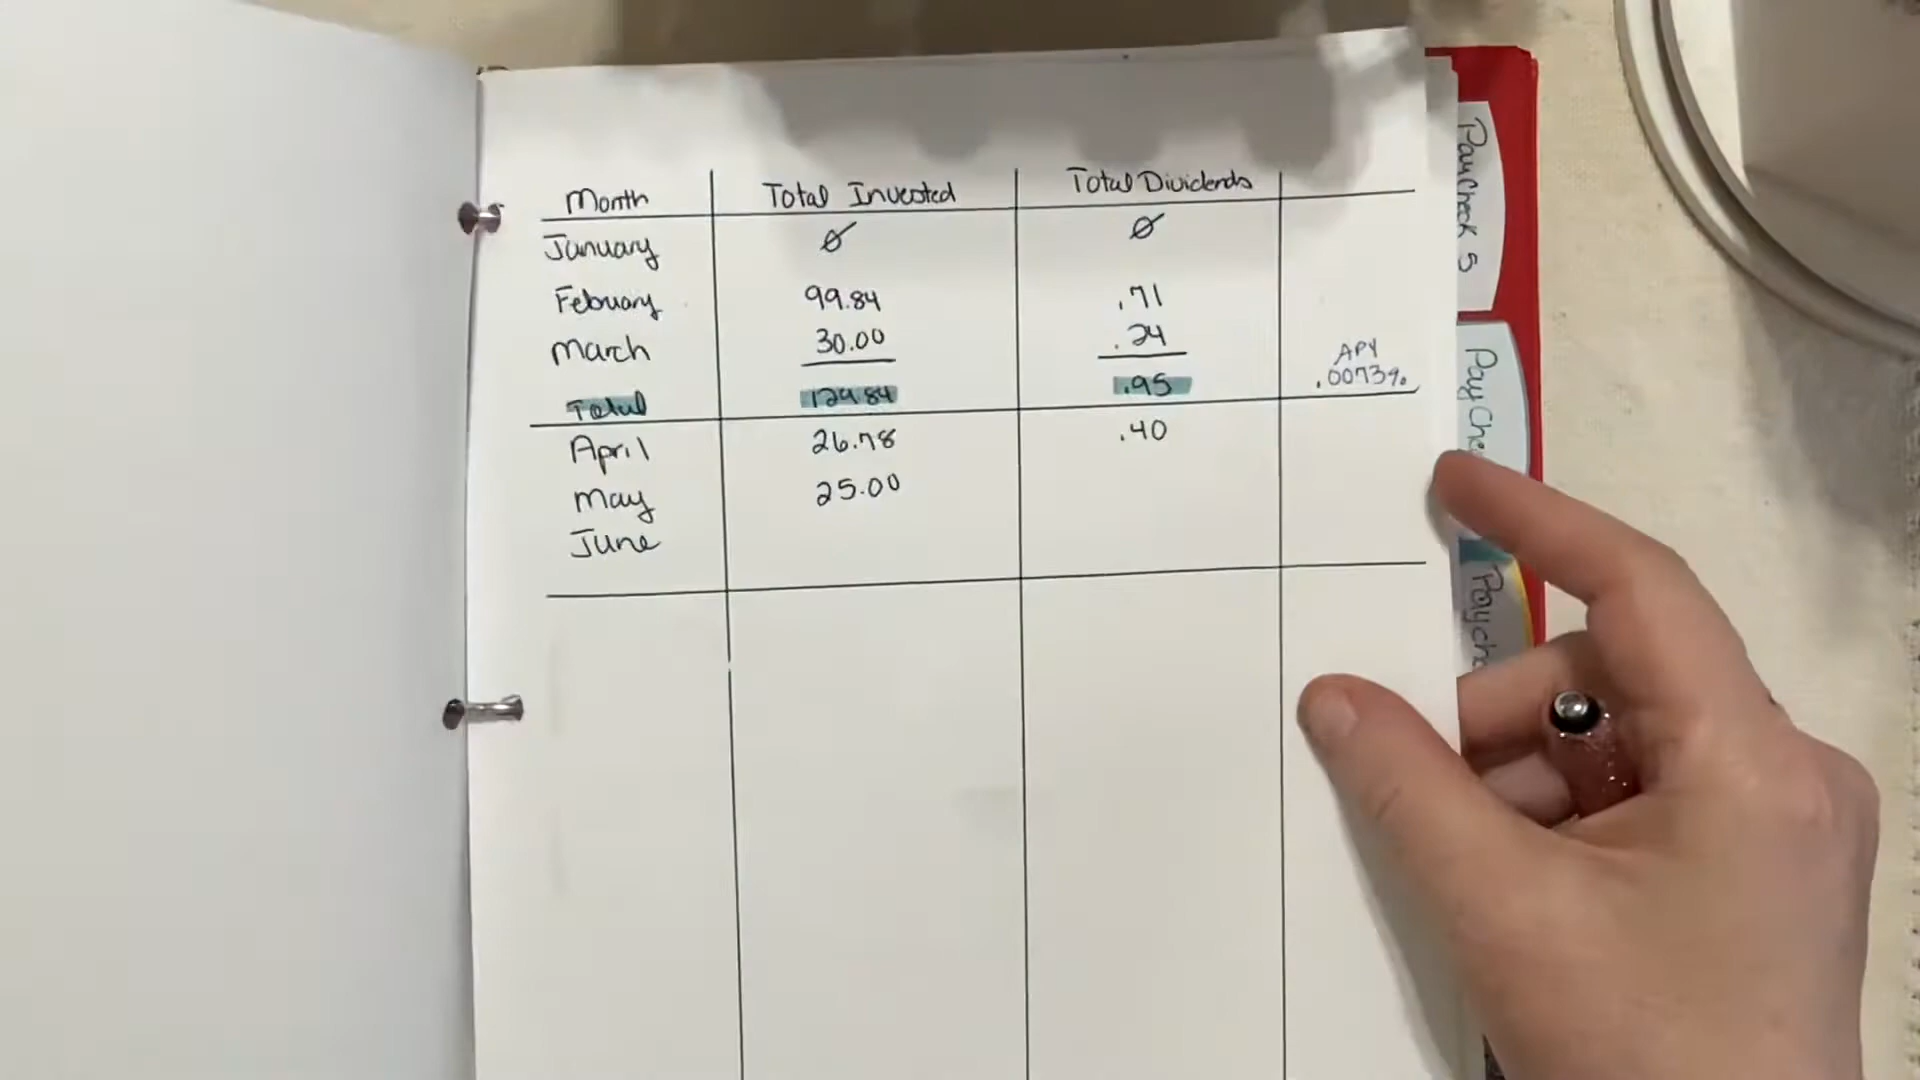 Month Total Invested Total Dividends
January Ø Ø
February 99.84 .71
March 30.00 .24
Total 129.84 .95 APY .0073%
April 26.78 .40
May 25.00
June
Paycheck 5
PayChe
Paych